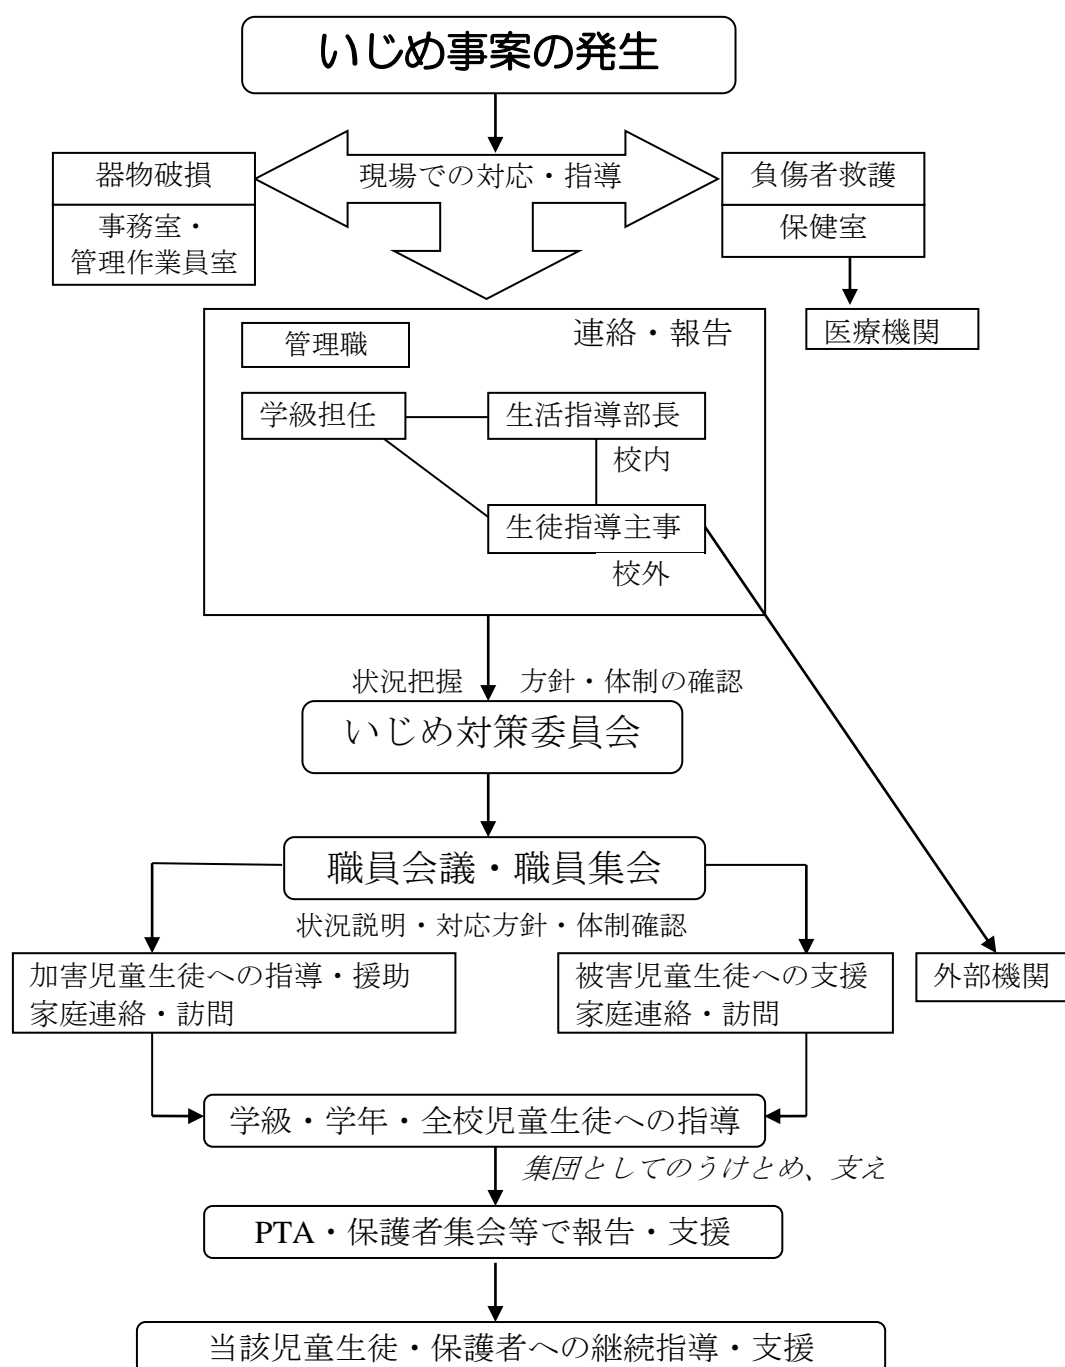 いじめ事案の発生
器物破損
現場での対応・指導
負傷者救護
事務室・
管理作業員室
保健室
医療機関
連絡・報告
管理職
学級担任
生活指導部長
校内
生徒指導主事
校外
状況把握
方針・体制の確認
いじめ対策委員会
職員会議・職員集会
状況説明・対応方針・体制確認
加害児童生徒への指導・援助
家庭連絡・訪問
被害児童生徒への支援
家庭連絡・訪問
外部機関
学級・学年・全校児童生徒への指導
集団としてのうけとめ、支え
PTA・保護者集会等で報告・支援
当該児童生徒・保護者への継続指導・支援